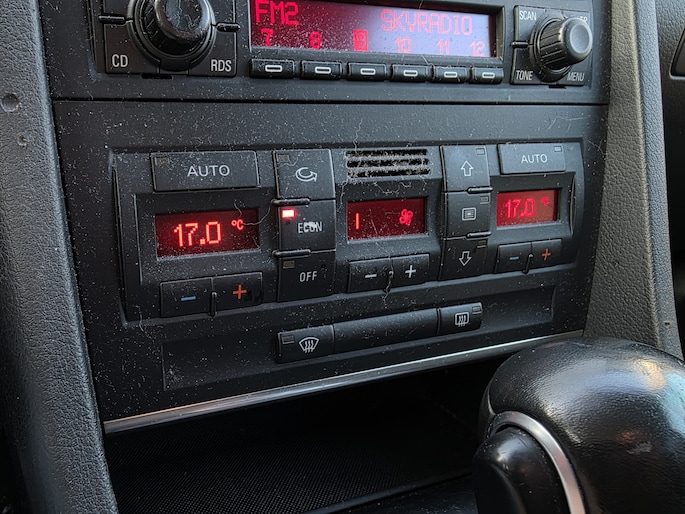 FM2 SKYRADIO
7 8 9 10 11 12
CD RDS
SCAN
TONE MENU
AUTO
AUTO
17.0 °C
ECON
17.0 °C
OFF
- +
- +
- +